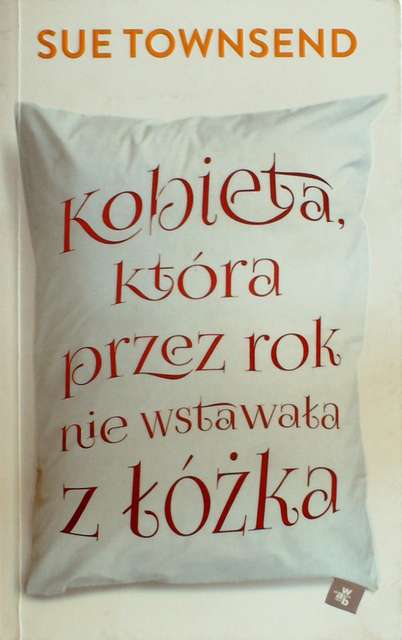 SUE TOWNSEND
Kobieta,
która
przez rok
nie wstawała
z łóżka
w
a
b